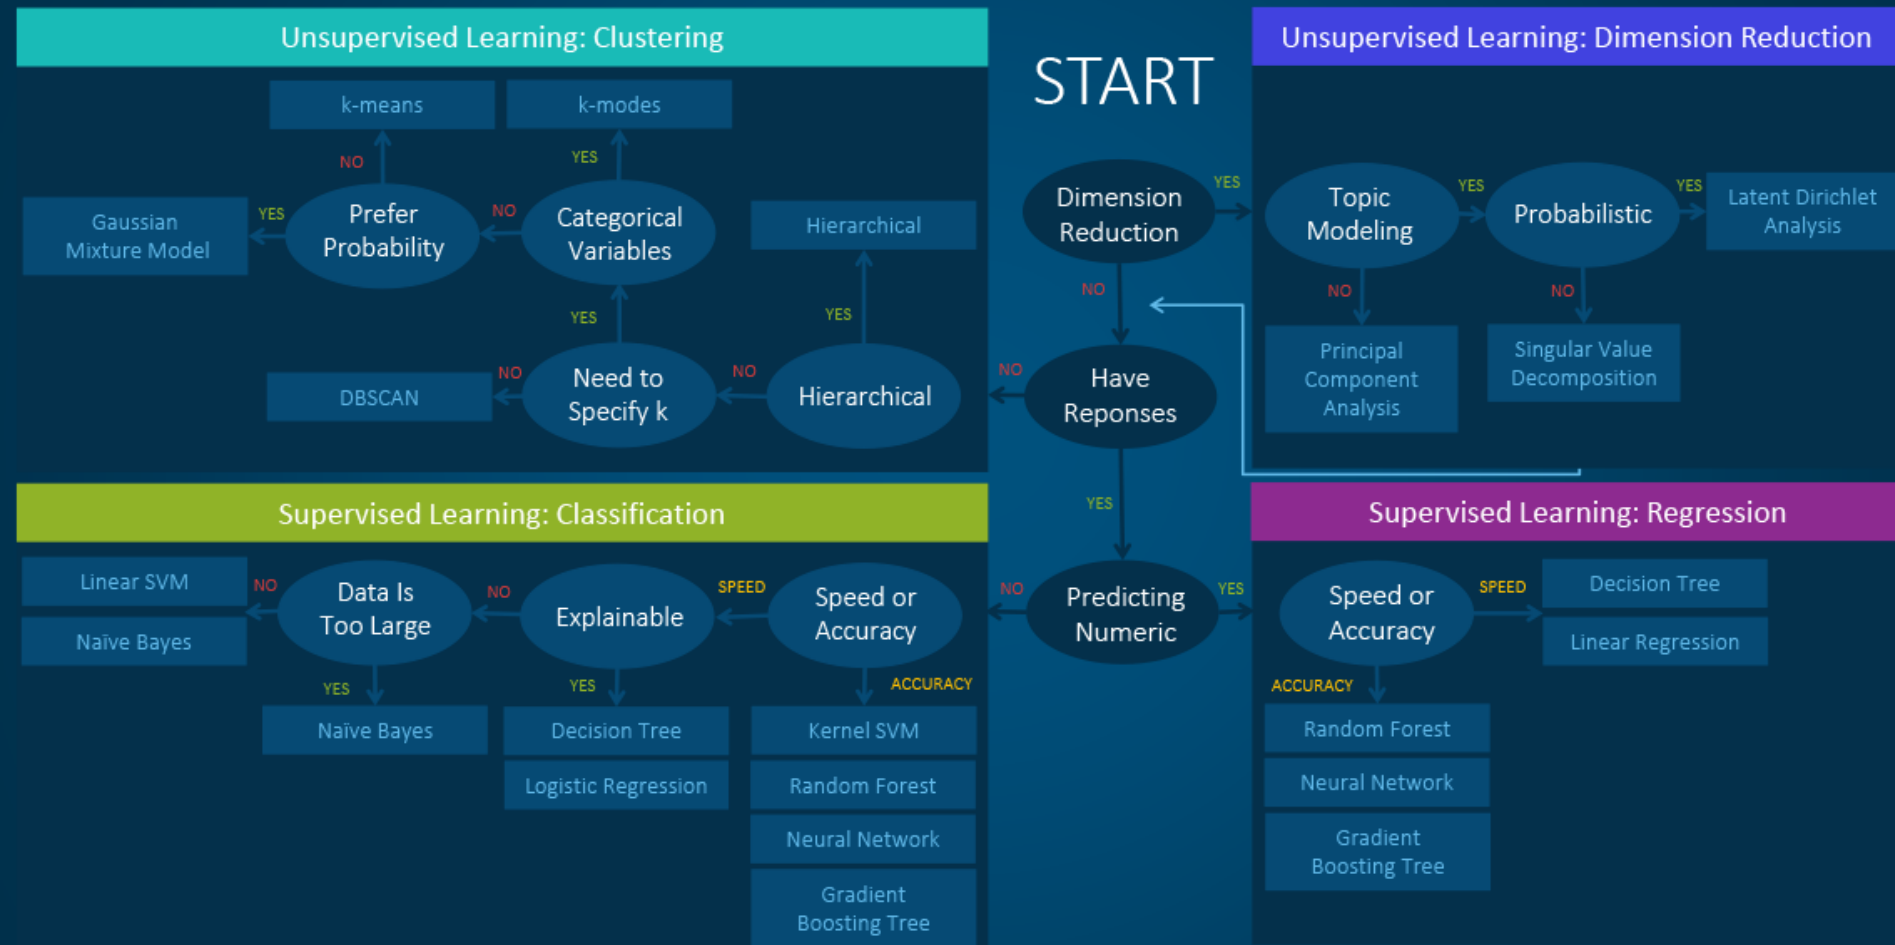 Unsupervised Learning: Clustering
k-means
k-modes
NO
YES
Gaussian
Mixture Model
YES
Prefer
Probability
NO
Categorical
Variables
Hierarchical
YES
YES
DBSCAN
NO
Need to
Specify k
NO
Hierarchical
START
Dimension
Reduction
YES
NO
NO
Have
Reponses
YES
NO
Predicting
Numeric
YES
Unsupervised Learning: Dimension Reduction
Topic
Modeling
YES
Probabilistic
YES
Latent Dirichlet
Analysis
NO
NO
Principal
Component
Analysis
Singular Value
Decomposition
Supervised Learning: Classification
Linear SVM
Naïve Bayes
NO
Data Is
Too Large
NO
Explainable
SPEED
Speed or
Accuracy
YES
YES
ACCURACY
Naïve Bayes
Decision Tree
Logistic Regression
Kernel SVM
Random Forest
Neural Network
Gradient
Boosting Tree
Supervised Learning: Regression
Speed or
Accuracy
SPEED
Decision Tree
Linear Regression
ACCURACY
Random Forest
Neural Network
Gradient
Boosting Tree